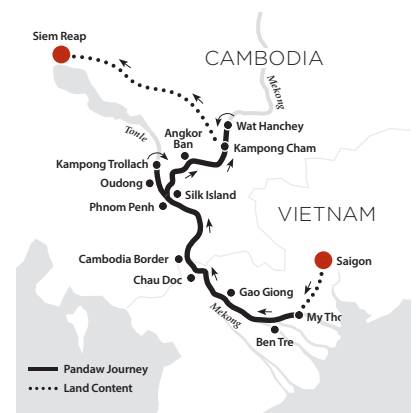 Siem Reap
CAMBODIA
Mekong
Tonle
Angkor
Ban
Wat Hanchey
Kampong Cham
Kampong Trollach
Oudong
Silk Island
Phnom Penh
VIETNAM
Cambodia Border
Saigon
Chau Doc
Gao Giong
Mekong
My Tho
Ben Tre
Pandaw Journey
Land Content